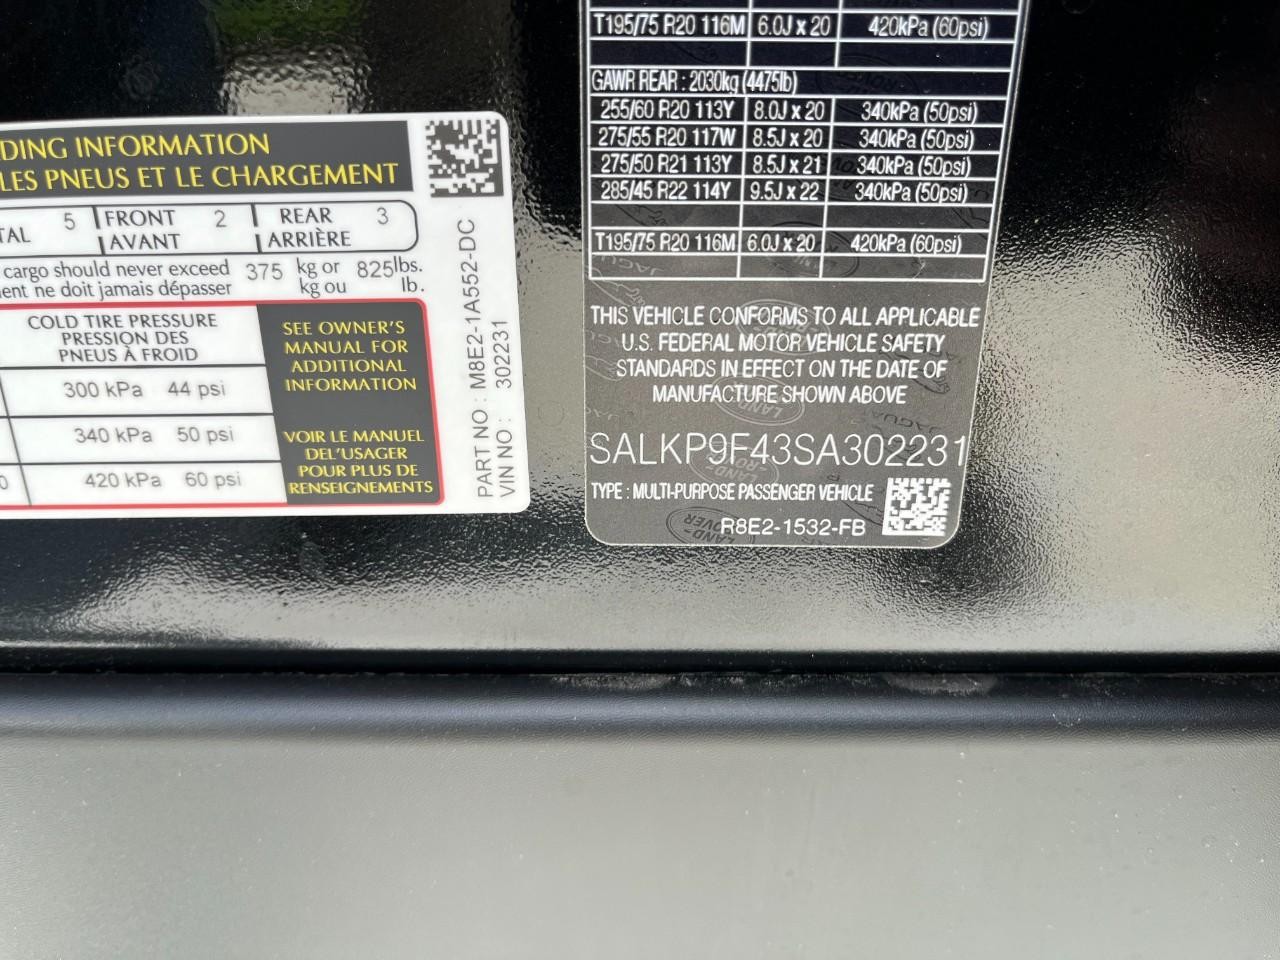 DING INFORMATION
LES PNEUS ET LE CHARGEMENT
TAL 5 FRONT 2 REAR 3
AVANT ARRIÈRE
cargo should never exceed 375 kg or 825 lbs.
ent ne doit jamais dépasser kg ou lb.
COLD TIRE PRESSURE
PRESSION DES
PNEUS À FROID
300 kPa 44 psi
340 kPa 50 psi
0 420 kPa 60 psi
SEE OWNER'S
MANUAL FOR
ADDITIONAL
INFORMATION
VOIR LE MANUEL
DEL'USAGER
POUR PLUS DE
RENSEIGNEMENTS
PART NO : M8E2-1A552-DC
VIN NO : 302231
T195/75 R20 116M 6.0J x 20 420kPa (60psi)
GAWR REAR : 2030kg (4475lb)
255/60 R20 113Y 8.0J x 20 340kPa (50psi)
275/55 R20 117W 8.5J x 20 340kPa (50psi)
275/50 R21 113Y 8.5J x 21 340kPa (50psi)
285/45 R22 114Y 9.5J x 22 340kPa (50psi)
T195/75 R20 116M 6.0J x 20 420kPa (60psi)
THIS VEHICLE CONFORMS TO ALL APPLICABLE
U.S. FEDERAL MOTOR VEHICLE SAFETY
STANDARDS IN EFFECT ON THE DATE OF
MANUFACTURE SHOWN ABOVE
SALKP9F43SA302231
TYPE : MULTI-PURPOSE PASSENGER VEHICLE
R8E2-1532-FB